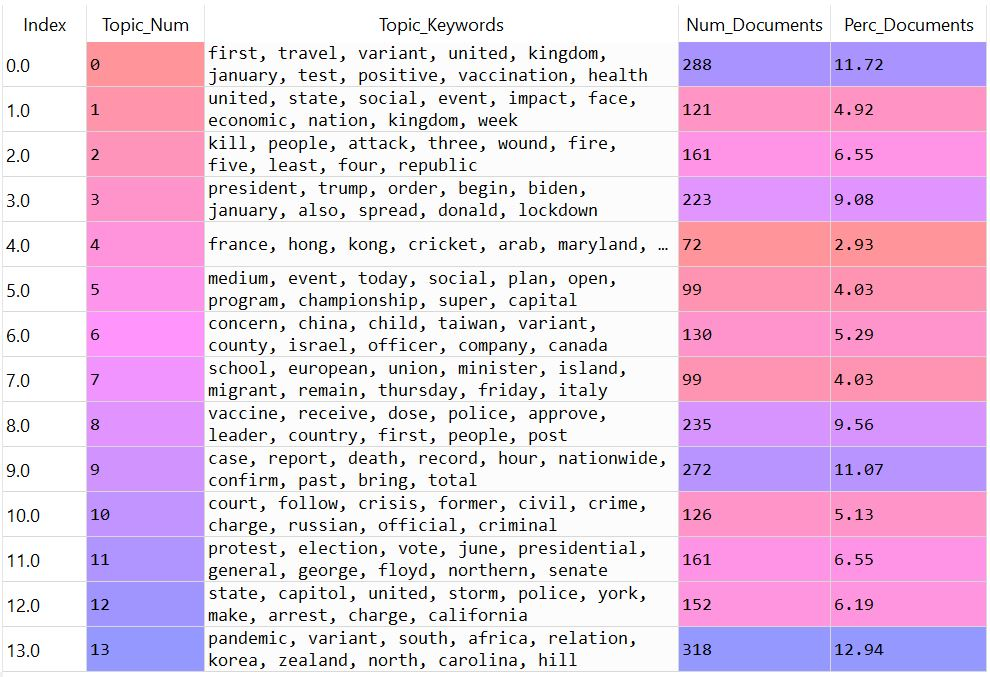 Index Topic_Num Topic_Keywords Num_Documents Perc_Documents
0.0 0 first, travel, variant, united, kingdom, 288 11.72
january, test, positive, vaccination, health
1.0 1 united, state, social, event, impact, face, 121 4.92
economic, nation, kingdom, week
2.0 2 kill, people, attack, three, wound, fire, 161 6.55
five, least, four, republic
3.0 3 president, trump, order, begin, biden, 223 9.08
january, also, spread, donald, lockdown
4.0 4 france, hong, kong, cricket, arab, maryland, … 72 2.93
5.0 5 medium, event, today, social, plan, open, 99 4.03
program, championship, super, capital
6.0 6 concern, china, child, taiwan, variant, 130 5.29
county, israel, officer, company, canada
7.0 7 school, european, union, minister, island, 99 4.03
migrant, remain, thursday, friday, italy
8.0 8 vaccine, receive, dose, police, approve, 235 9.56
leader, country, first, people, post
9.0 9 case, report, death, record, hour, nationwide, 272 11.07
confirm, past, bring, total
10.0 10 court, follow, crisis, former, civil, crime, 126 5.13
charge, russian, official, criminal
11.0 11 protest, election, vote, june, presidential, 161 6.55
general, george, floyd, northern, senate
12.0 12 state, capitol, united, storm, police, york, 152 6.19
make, arrest, charge, california
13.0 13 pandemic, variant, south, africa, relation, 318 12.94
korea, zealand, north, carolina, hill